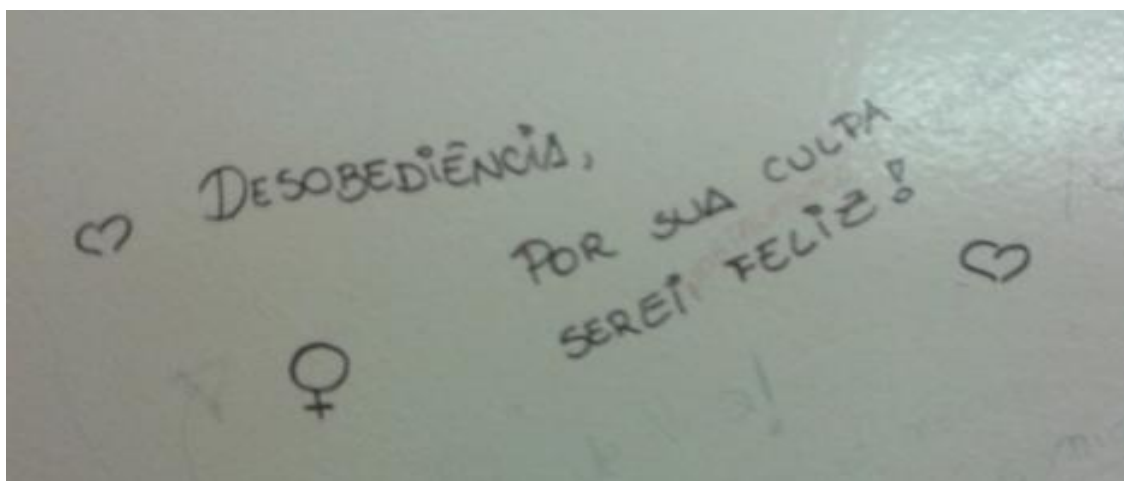 DESOBEDIÊNCIA,
POR SUA CULPA
SEREI FELIZ!